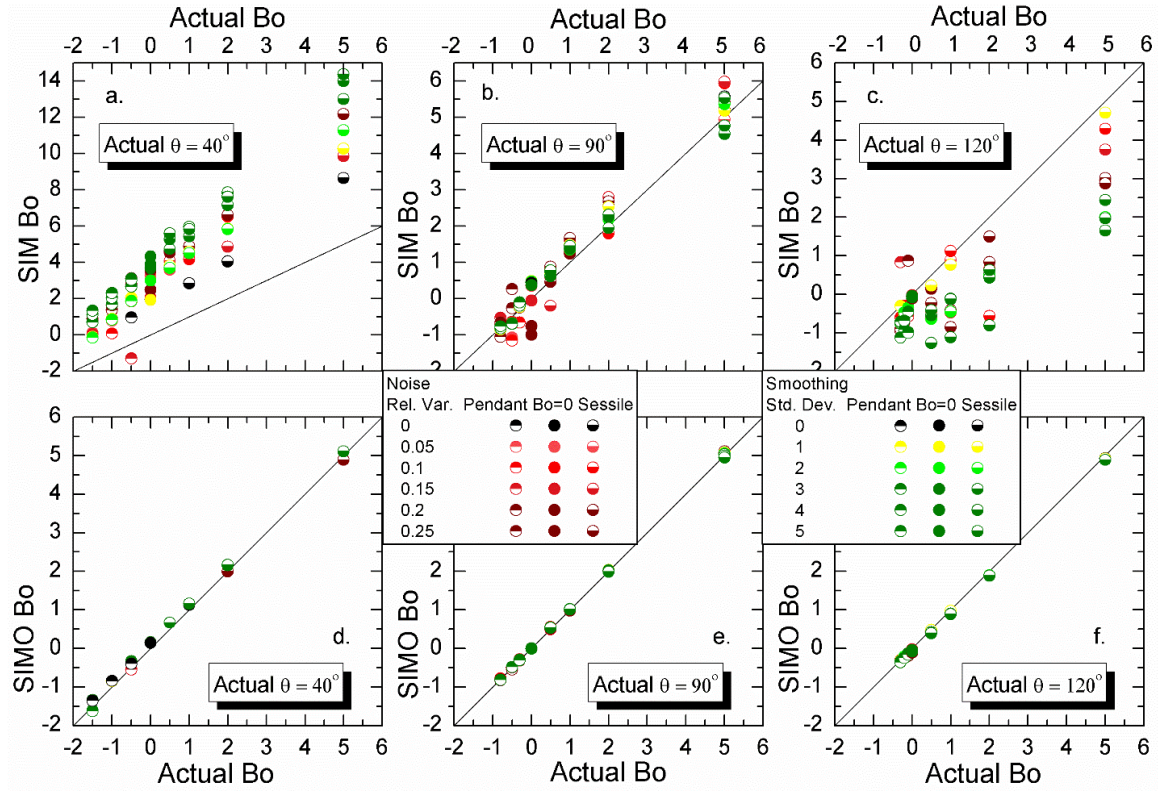 Actual Bo
Actual Bo
Actual Bo
-2 -1 0 1 2 3 4 5 6
-2 -1 0 1 2 3 4 5 6
-2 -1 0 1 2 3 4 5 6
SIM Bo
14
12
10
8
6
4
2
0
-2
a.
Actual θ = 40°
SIM Bo
6
5
4
3
2
1
0
-1
-2
b.
Actual θ = 90°
SIM Bo
6
5
4
3
2
1
0
-1
-2
c.
Actual θ = 120°
Noise
Rel. Var. Pendant Bo=0 Sessile
0
0.05
0.1
0.15
0.2
0.25
Smoothing
Std. Dev. Pendant Bo=0 Sessile
0
1
2
3
4
5
SIMO Bo
6
5
4
3
2
1
0
-1
-2
d.
Actual θ = 40°
SIMO Bo
6
5
2
1
0
-1
-2
e.
Actual θ = 90°
SIMO Bo
6
5
2
1
0
-1
-2
f.
Actual θ = 120°
-2 -1 0 1 2 3 4 5 6
-2 -1 0 1 2 3 4 5 6
-2 -1 0 1 2 3 4 5 6
Actual Bo
Actual Bo
Actual Bo